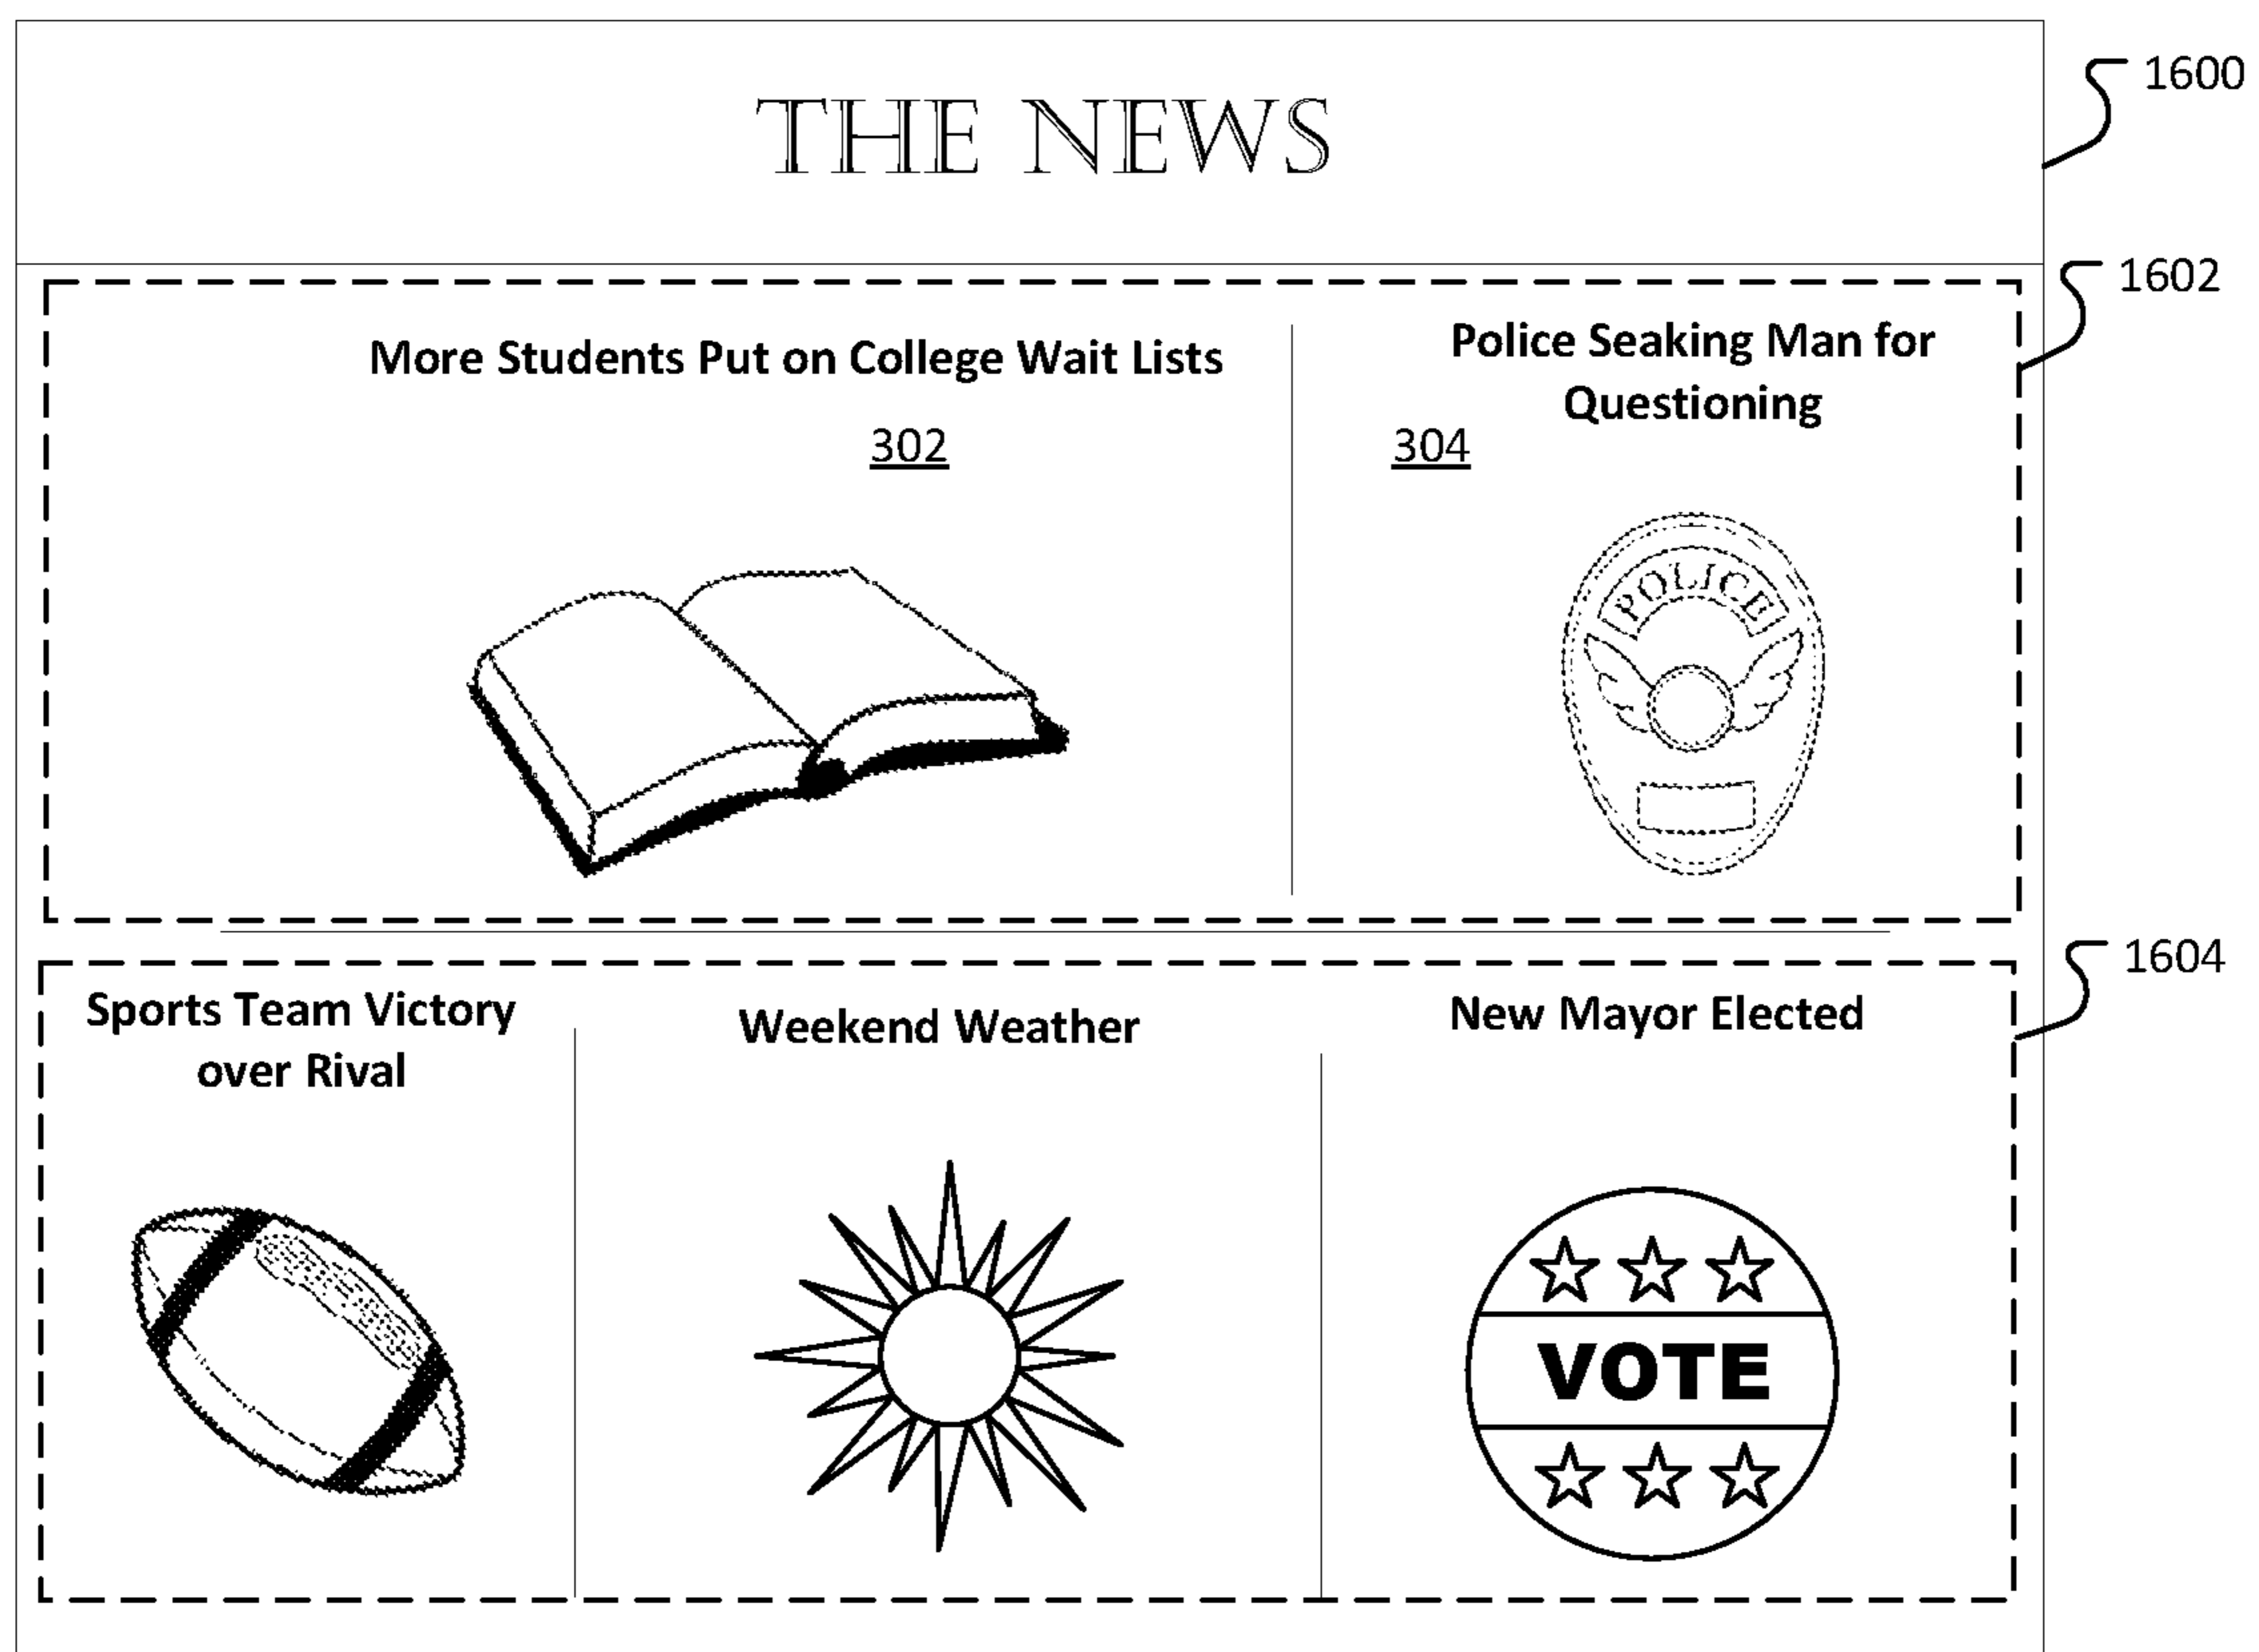 THE NEWS
1600
1602
More Students Put on College Wait Lists
302
Police Seaking Man for
Questioning
304
POLICE
1604
Sports Team Victory
over Rival
Weekend Weather
New Mayor Elected
VOTE